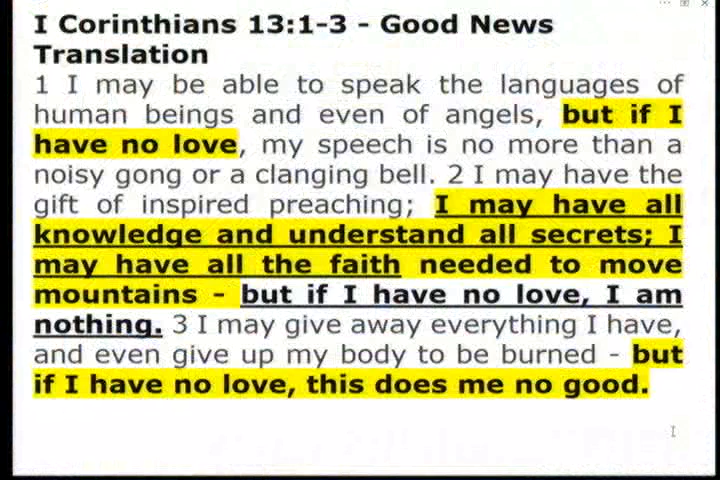 I Corinthians 13:1-3 - Good News
Translation
1 I may be able to speak the languages of
human beings and even of angels, but if I
have no love, my speech is no more than a
noisy gong or a clanging bell. 2 I may have the
gift of inspired preaching; I may have all
knowledge and understand all secrets; I
may have all the faith needed to move
mountains - but if I have no love, I am
nothing. 3 I may give away everything I have,
and even give up my body to be burned - but
if I have no love, this does me no good.